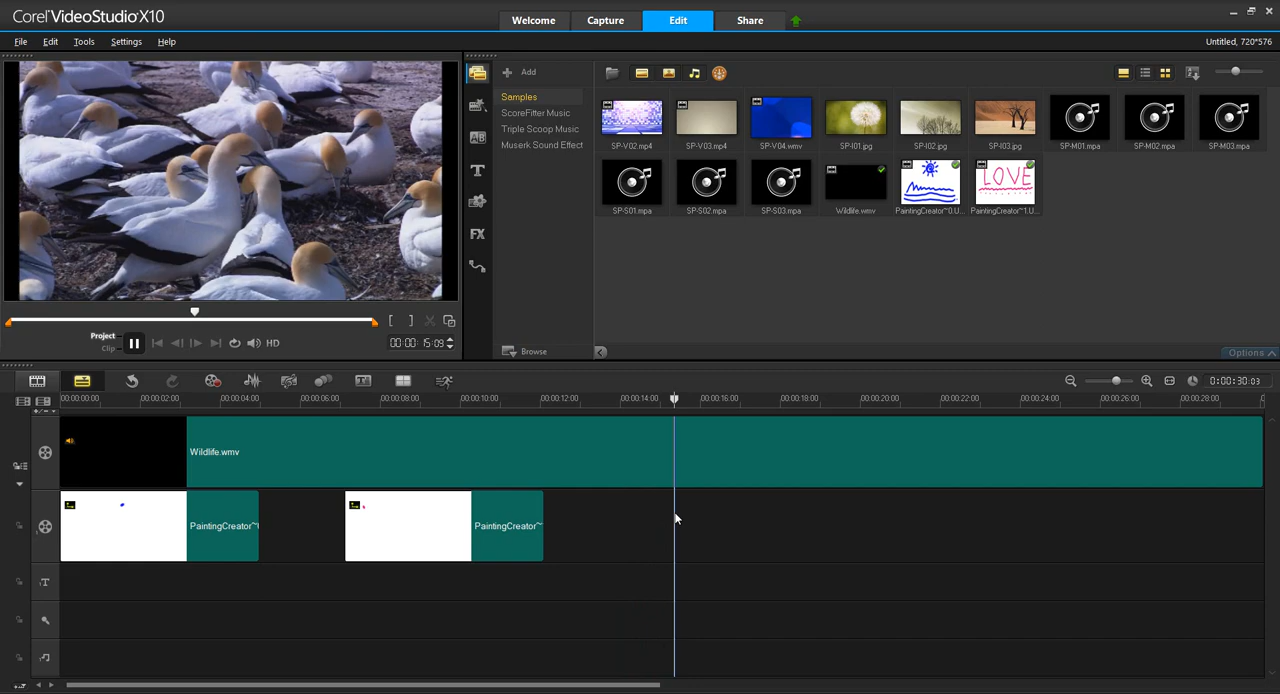 Corel VideoStudio X10
Welcome
Capture
Edit
Share
File
Edit
Tools
Settings
Help
Untitled, 720*576
Add
Samples
ScoreFitter Music
Triple Scoop Music
Muserk Sound Effect
Browse
SP-V02.mp4
SP-V03.mp4
SP-V04.wmv
SP-I01.jpg
SP-I02.jpg
SP-I03.jpg
SP-M01.mpa
SP-M02.mpa
SP-M03.mpa
LOVE
SP-S01.mpa
SP-S02.mpa
SP-S03.mpa
Wildlife.wmv
PaintingCreator~0.U...
PaintingCreator~1.U...
Project
Clip
HD
00:00: 15:09
Options
0:00:30:03
00:00:00:00
00:00:02:00
00:00:04:00
00:00:06:00
00:00:08:00
00:00:10:00
00:00:12:00
00:00:14:00
00:00:16:00
00:00:18:00
00:00:20:00
00:00:22:00
00:00:24:00
00:00:26:00
00:00:28:00
Wildlife.wmv
PaintingCreator~
PaintingCreator~